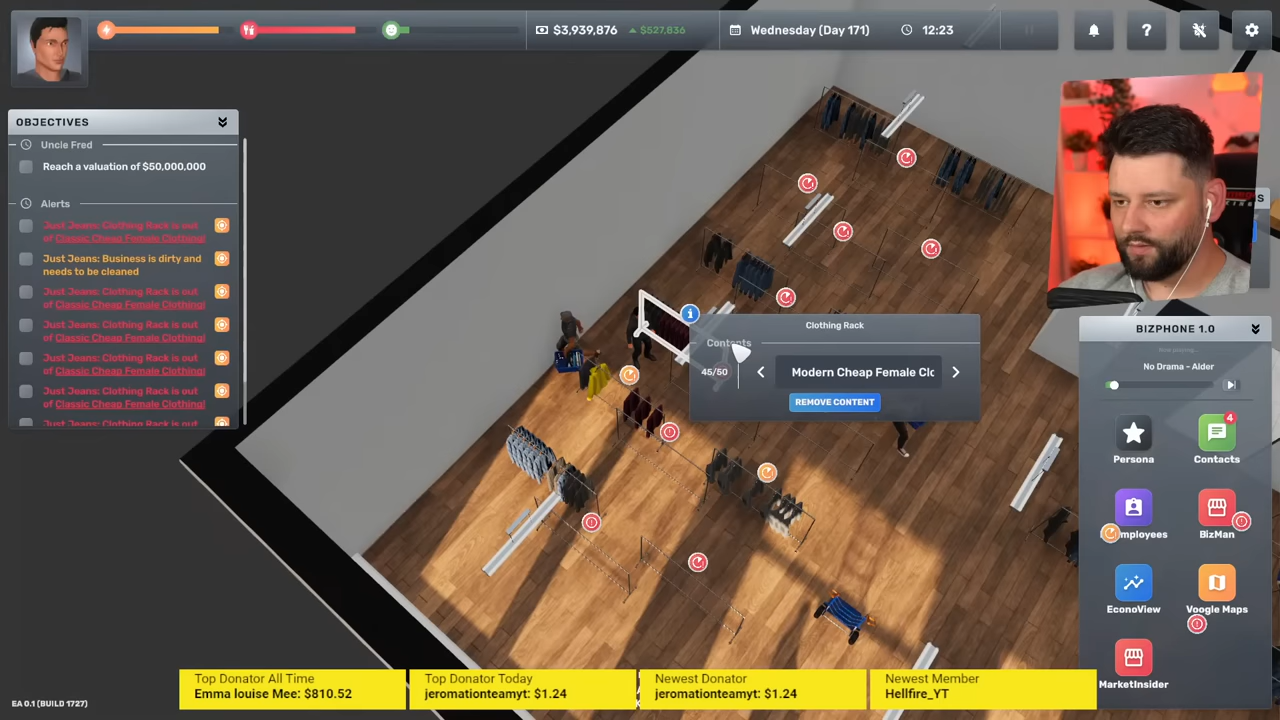 $3,939,876 ▲ $527,836
Wednesday (Day 171)
12:23
OBJECTIVES
Uncle Fred
Reach a valuation of $50,000,000
Alerts
Just Jeans: Clothing Rack is out
of Classic Cheap Female Clothing!
Just Jeans: Business is dirty and
needs to be cleaned
Just Jeans: Clothing Rack is out
of Classic Cheap Female Clothing!
Just Jeans: Clothing Rack is out
of Classic Cheap Female Clothing!
Just Jeans: Clothing Rack is out
of Classic Cheap Female Clothing!
Just Jeans: Clothing Rack is out
of Classic Cheap Female Clothing!
Just Jeans: Clothing Rack is out
Clothing Rack
Contents
45/50
Modern Cheap Female Clc
REMOVE CONTENT
BIZPHONE 1.0
No Drama - Alder
Persona
4
Contacts
Employees
BizMan
EconoView
Voogle Maps
MarketInsider
Top Donator All Time
Emma louise Mee: $810.52
Top Donator Today
jeromationteamyt: $1.24
Newest Donator
jeromationteamyt: $1.24
Newest Member
Hellfire_YT
EA 0.1 (BUILD 1727)